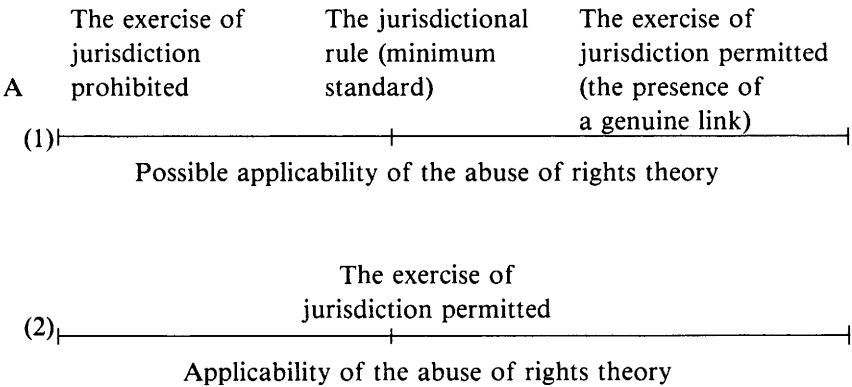 The exercise of
jurisdiction
prohibited
The jurisdictional
rule (minimum
standard)
The exercise of
jurisdiction permitted
(the presence of
a genuine link)
A
(1)
Possible applicability of the abuse of rights theory
The exercise of
jurisdiction permitted
(2)
Applicability of the abuse of rights theory